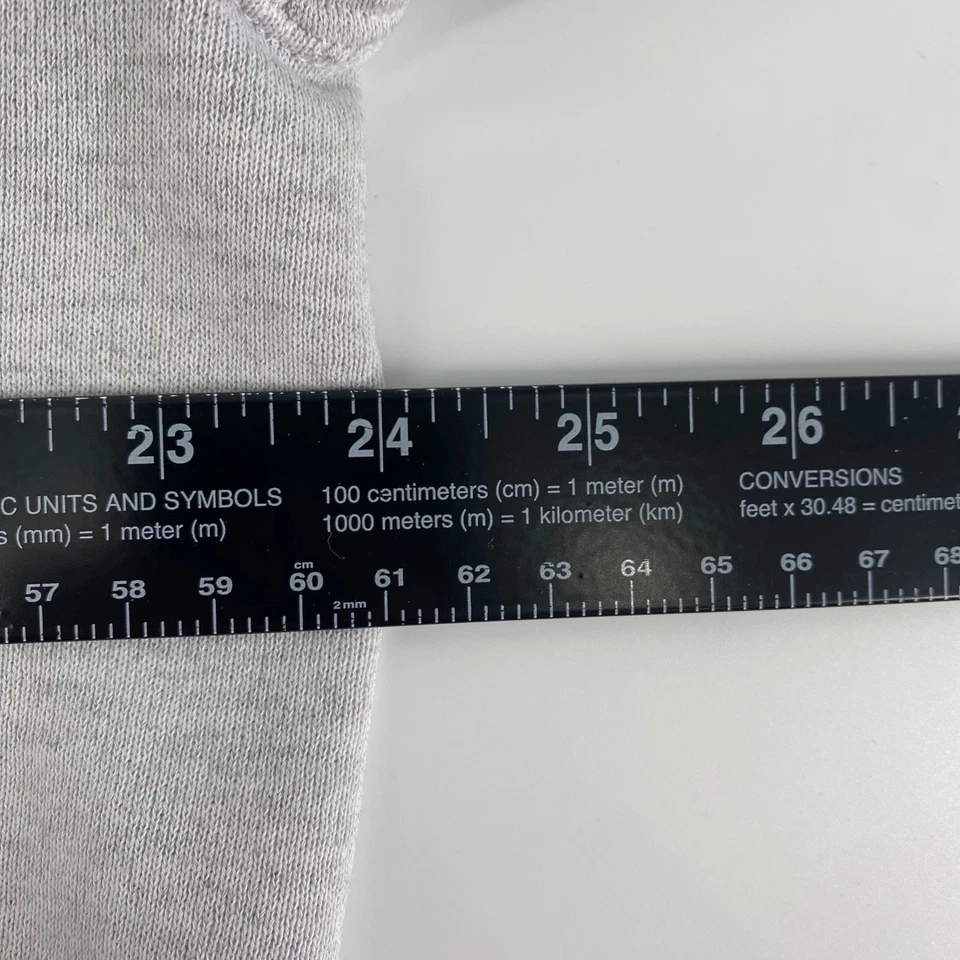 23 24 25 26
C UNITS AND SYMBOLS
s (mm) = 1 meter (m)
100 centimeters (cm) = 1 meter (m)
1000 meters (m) = 1 kilometer (km)
CONVERSIONS
feet x 30.48 = centimet
cm
57 58 59 60 61 62 63 64 65 66 67 68
2mm